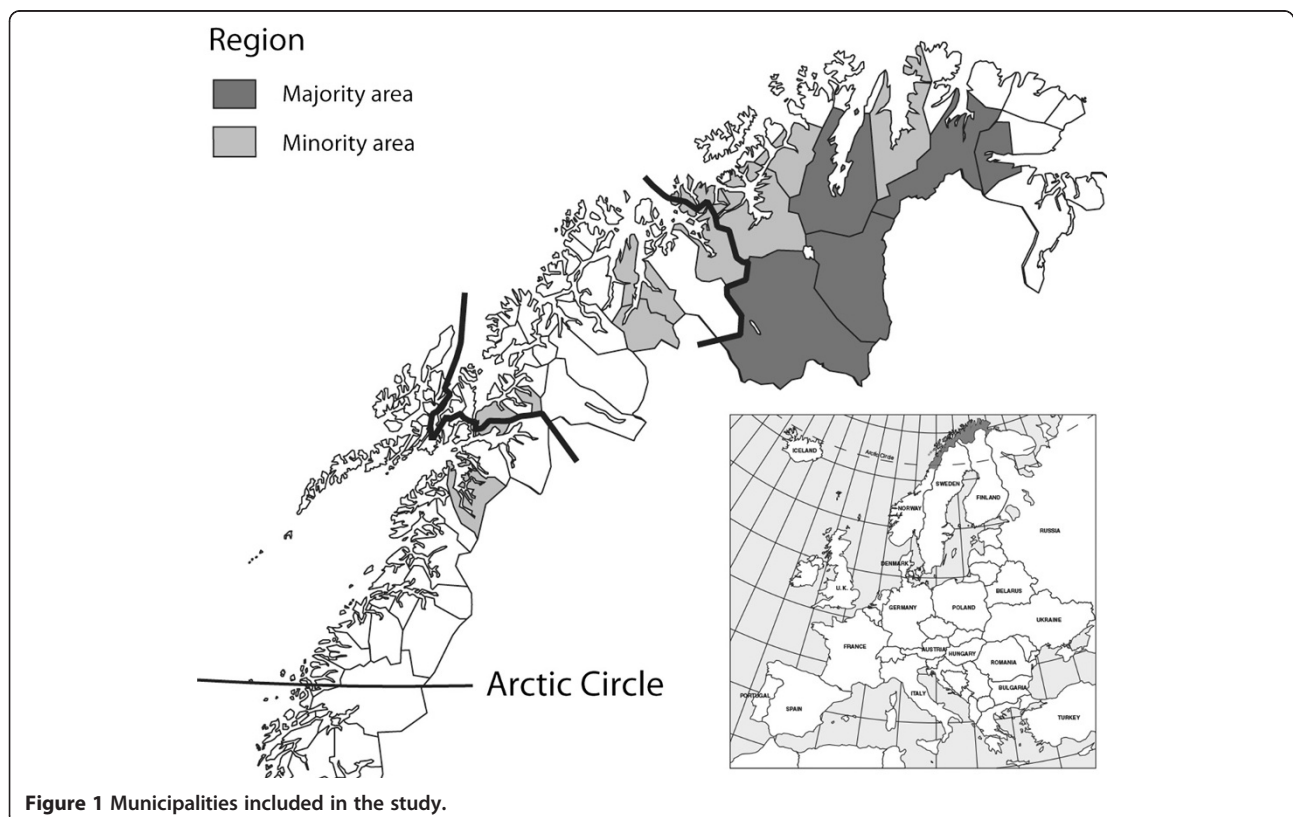 Region
Majority area
Minority area
Arctic Circle
ICELAND
Arctic Circle
SWEDEN
FINLAND
NORWAY
RUSSIA
DENMARK
U.K.
BELARUS
GERMANY
POLAND
UKRAINE
FRANCE
AUSTRIA
HUNGARY
ROMANIA
ITALY
BULGARIA
PORTUGAL
SPAIN
TURKEY
Figure 1 Municipalities included in the study.